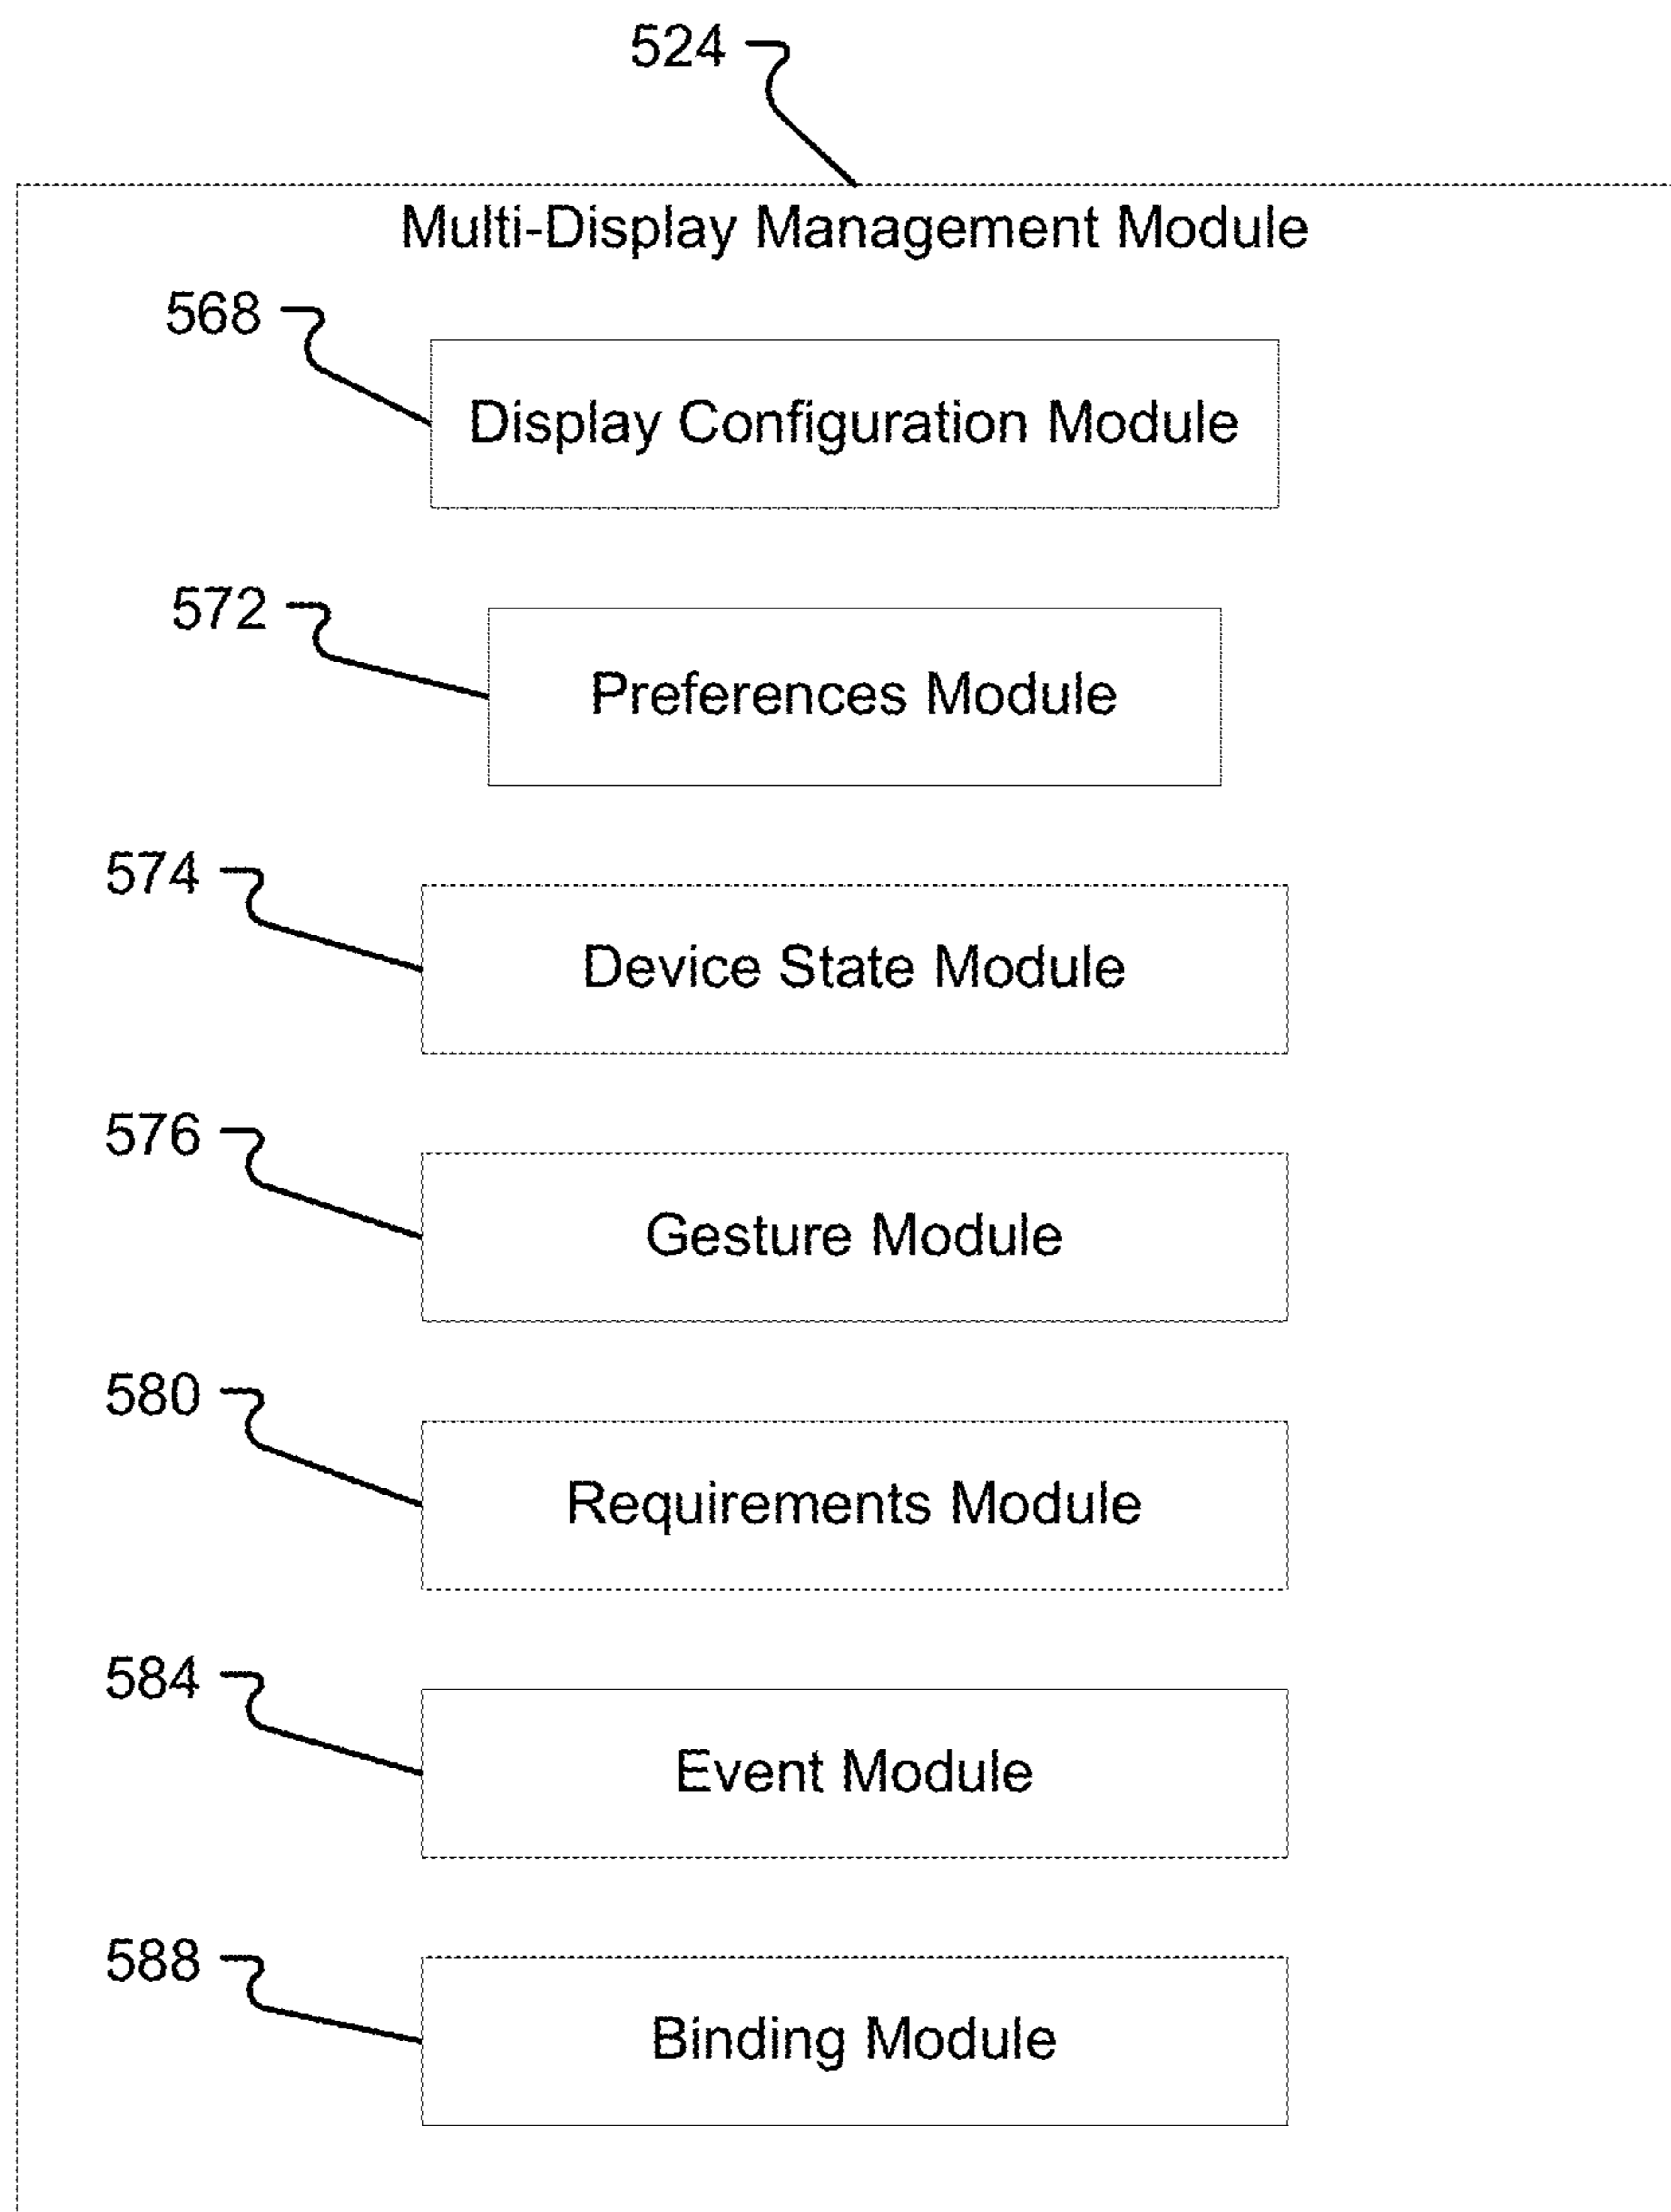 524
Multi-Display Management Module
568
Display Configuration Module
572
Preferences Module
574
Device State Module
576
Gesture Module
580
Requirements Module
584
Event Module
588
Binding Module